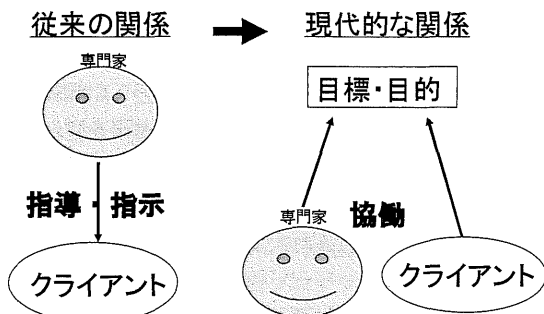 従来の関係
現代的な関係
専門家
目標・目的
指導・指示
専門家
協働
クライアント
クライアント